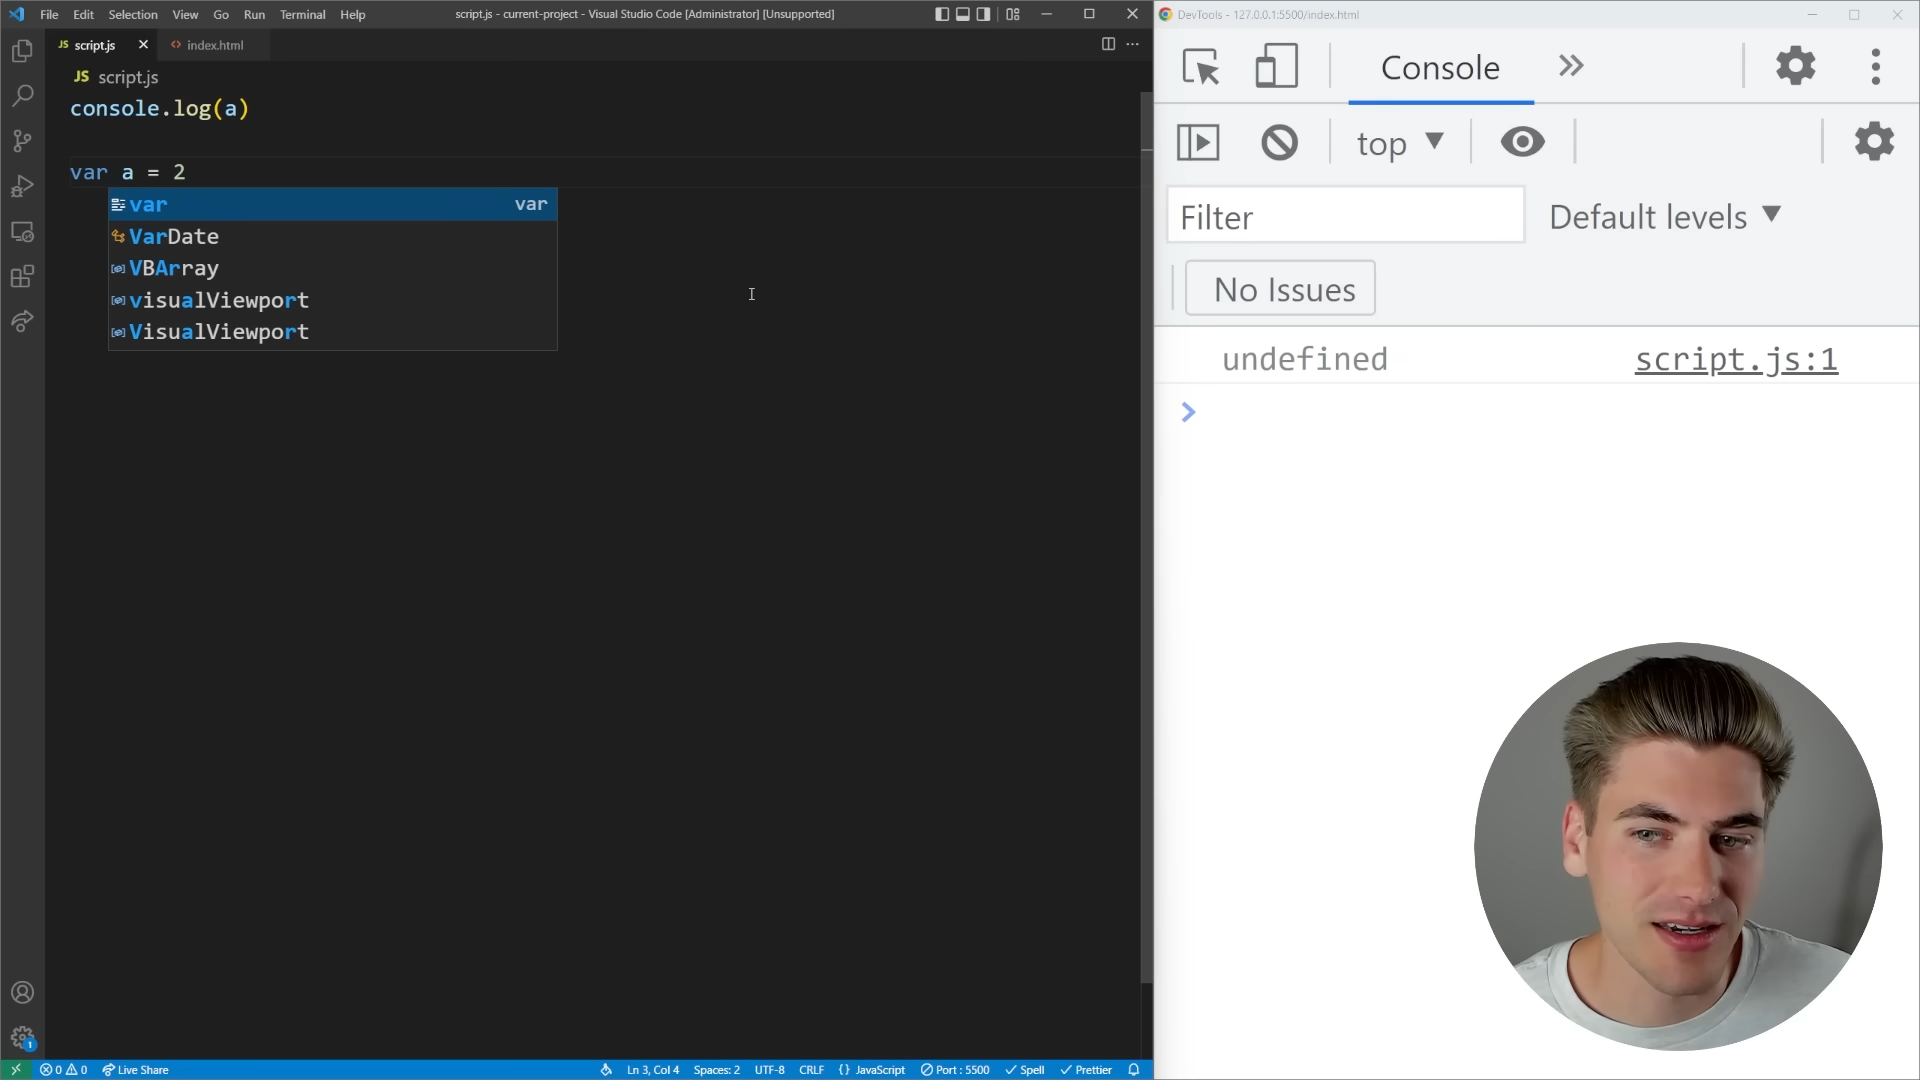 File Edit Selection View Go Run Terminal Help script.js - current-project - Visual Studio Code [Administrator] [Unsupported]
JS script.js index.html
JS script.js
console.log(a)
var a = 2
var var
VarDate
VBArray
visualViewport
VisualViewport
0 0 Live Share Ln 3, Col 4 Spaces: 2 UTF-8 CRLF {} JavaScript Port : 5500 Spell Prettier
1
DevTools - 127.0.0.1:5500/index.html
Console
top
Filter Default levels
No Issues
undefined script.js:1